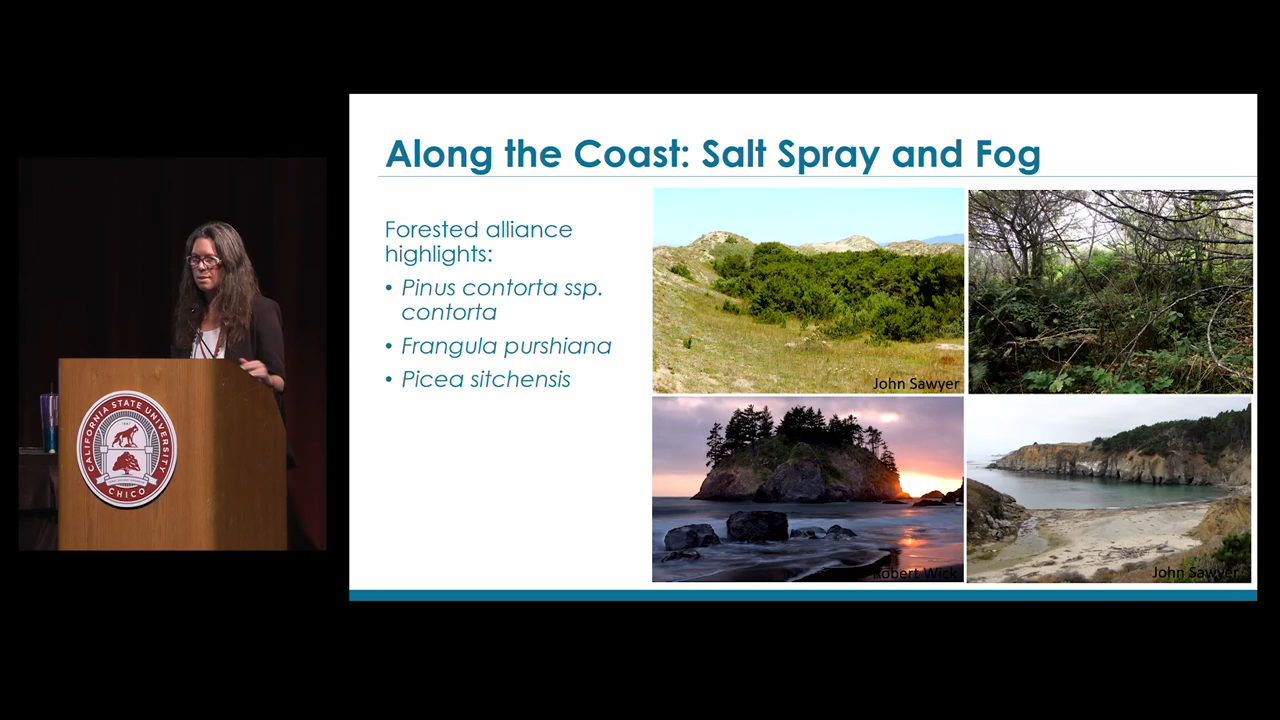 Along the Coast: Salt Spray and Fog
Forested alliance
highlights:
• Pinus contorta ssp.
contorta
• Frangula purshiana
• Picea sitchensis
John Sawyer
Robert Wick
John Sawyer
CALIFORNIA STATE UNIVERSITY
CHICO